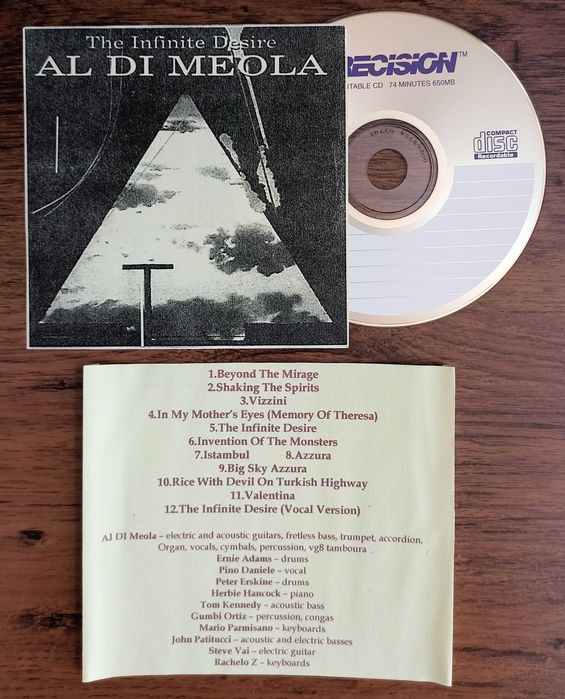 The Infinite Desire
AL DI MEOLA
RECISION™
ITABLE CD 74 MINUTES 650MB
COMPACT
disc
Recordable
1.Beyond The Mirage
2.Shaking The Spirits
3.Vizzini
4.In My Mother's Eyes (Memory Of Theresa)
5.The Infinite Desire
6.Invention Of The Monsters
7.Istambul 8.Azzura
9.Big Sky Azzura
10.Rice With Devil On Turkish Highway
11.Valentina
12.The Infinite Desire (Vocal Version)
Al DI Meola – electric and acoustic guitars, fretless bass, trumpet, accordion,
Organ, vocals, cymbals, percussion, vg8 tamboura
Ernie Adams – drums
Pino Daniele – vocal
Peter Erskine – drums
Herbie Hancock – piano
Tom Kennedy – acoustic bass
Gumbi Ortiz – percussion, congas
Mario Parmisano – keyboards
John Patitucci – acoustic and electric basses
Steve Vai – electric guitar
Rachelo Z – keyboards